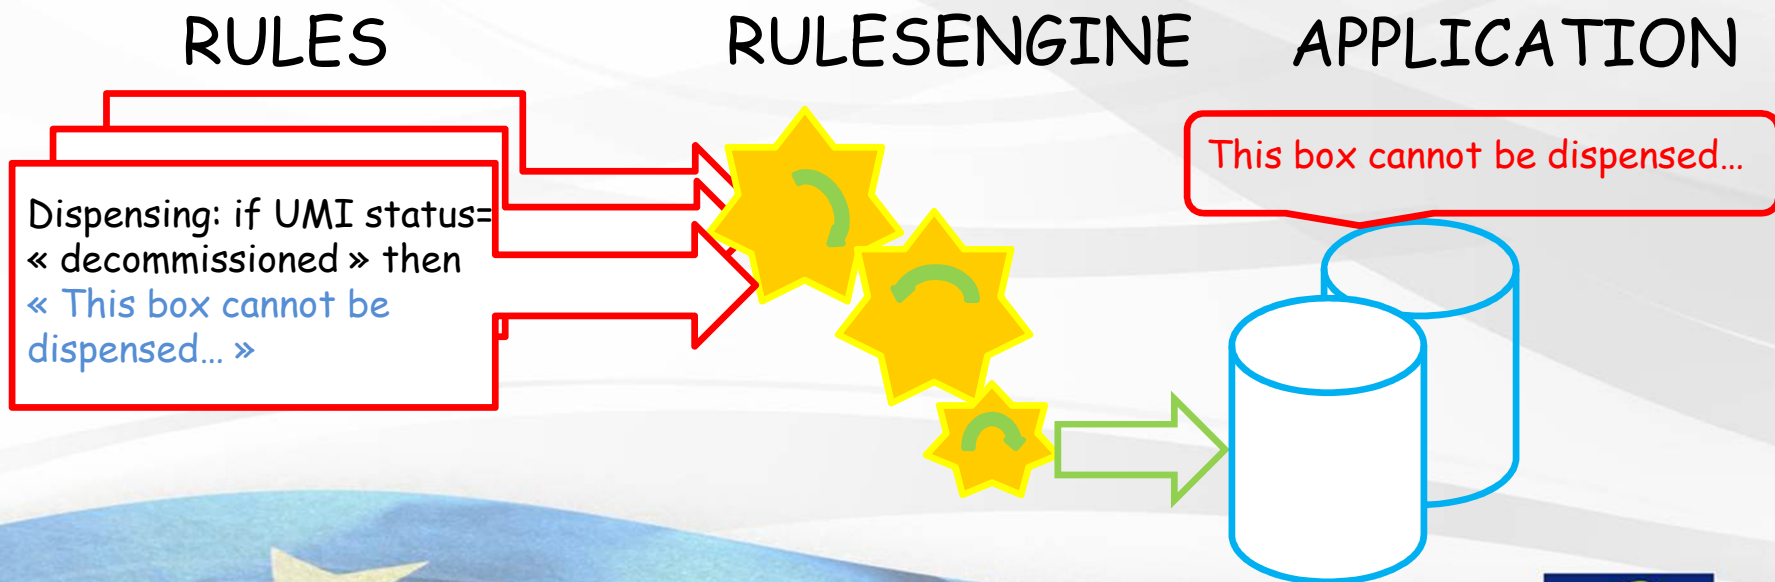 RULES
RULESENGINE
APPLICATION
Dispensing: if UMI status=
« decommissioned » then
« This box cannot be
dispensed... »
This box cannot be dispensed...